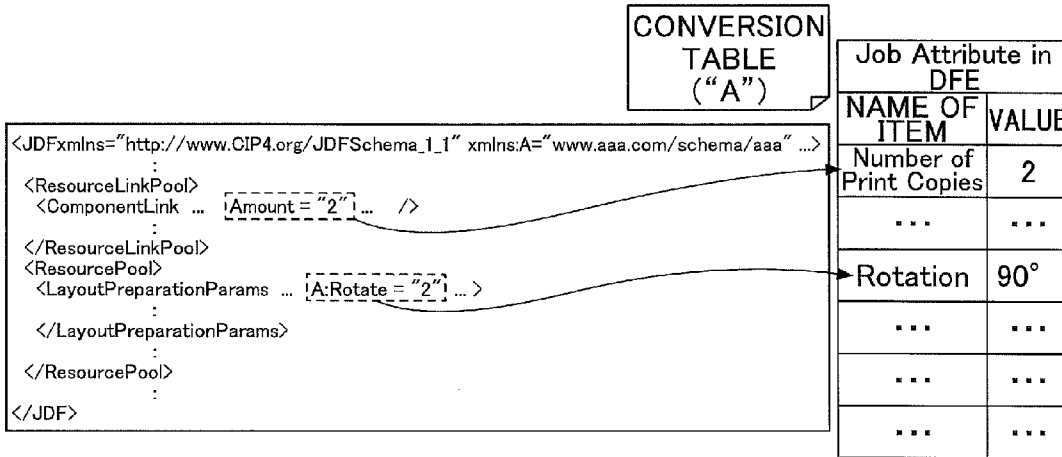 CONVERSION
TABLE
(“A”)
Job Attribute in
DFE
NAME OF
ITEM
VALUE
Number of
Print Copies
2
...
...
Rotation
90°
...
...
...
...
...
...
<JDFxmlns="http://www.CIP4.org/JDFSchema_1_1" xmlns:A="www.aaa.com/schema/aaa" ...>
:
<ResourceLinkPool>
<ComponentLink ... Amount = "2" ... />
:
</ResourceLinkPool>
<ResourcePool>
<LayoutPreparationParams ... A:Rotate = "2" ... >
:
</LayoutPreparationParams>
:
</ResourcePool>
:
</JDF>